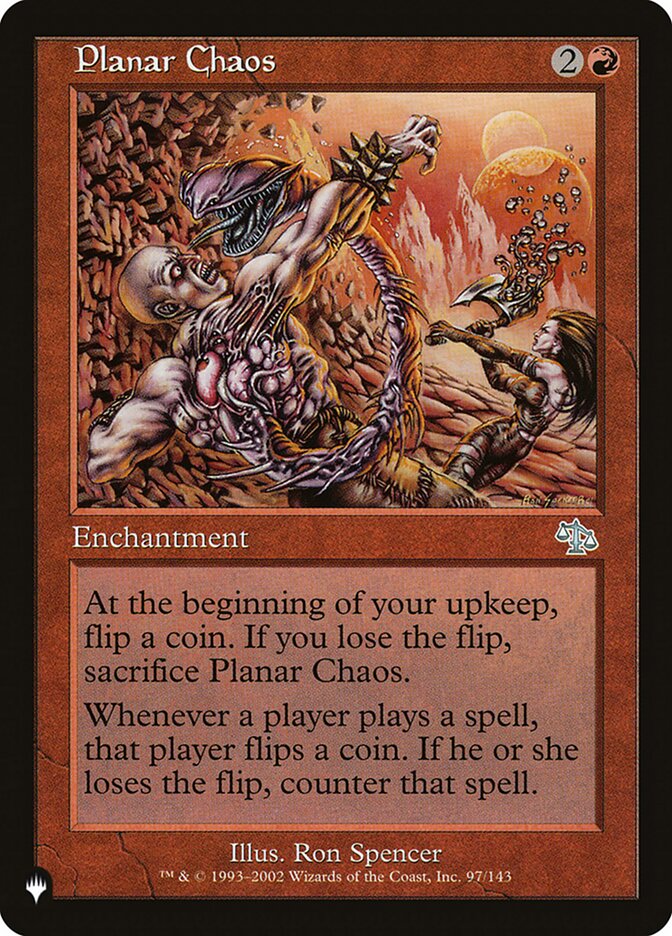 Planar Chaos 2
Enchantment
At the beginning of your upkeep,
flip a coin. If you lose the flip,
sacrifice Planar Chaos.
Whenever a player plays a spell,
that player flips a coin. If he or she
loses the flip, counter that spell.
Illus. Ron Spencer
™ & © 1993–2002 Wizards of the Coast, Inc. 97/143